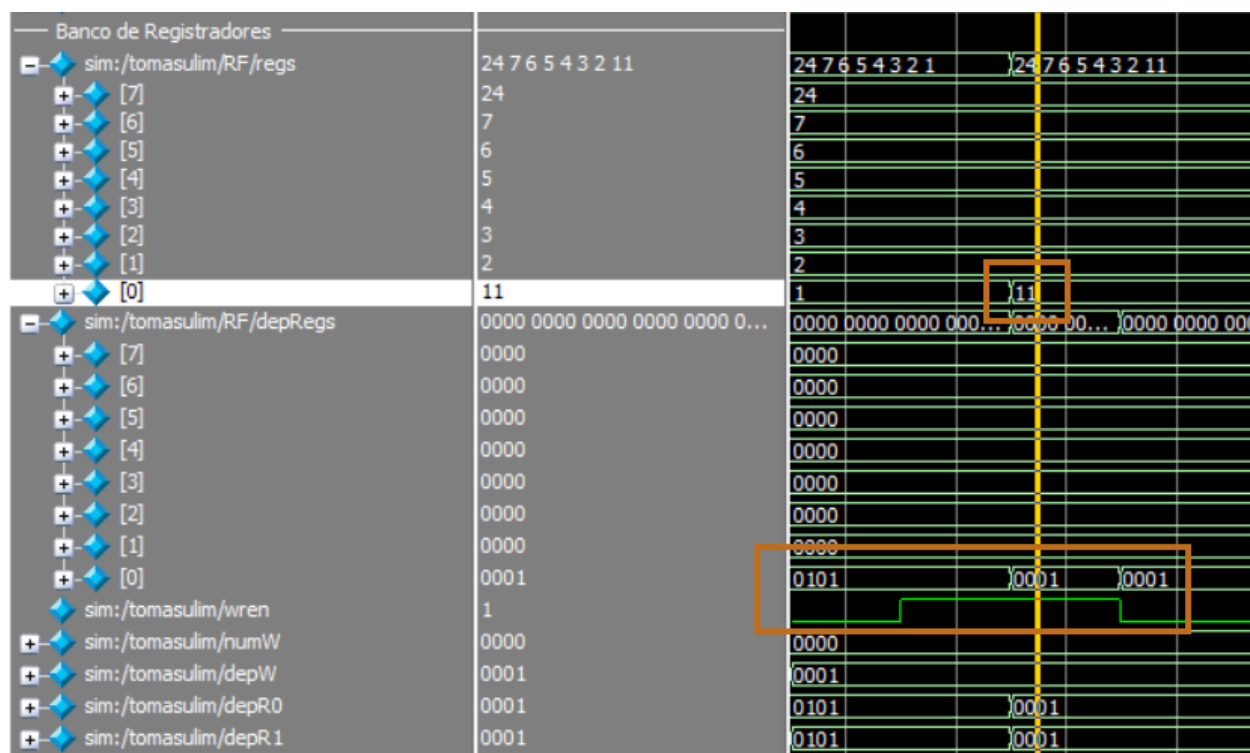 Banco de Registradores
sim:/tomasulim/RF/regs 24 7 6 5 4 3 2 11 24 7 6 5 4 3 2 1 24 7 6 5 4 3 2 11
[7] 24 24
[6] 7 7
[5] 6 6
[4] 5 5
[3] 4 4
[2] 3 3
[1] 2 2
[0] 11 1 11
sim:/tomasulim/RF/depRegs 0000 0000 0000 0000 0000 0... 0000 0000 0000 000... 0000 00... 0000 0000 000
[7] 0000 0000
[6] 0000 0000
[5] 0000 0000
[4] 0000 0000
[3] 0000 0000
[2] 0000 0000
[1] 0000 0000
[0] 0001 0101 0001 0001
sim:/tomasulim/wren 1
sim:/tomasulim/numW 0000 0000
sim:/tomasulim/depW 0001 0001
sim:/tomasulim/depR0 0001 0101 0001
sim:/tomasulim/depR1 0001 0101 0001